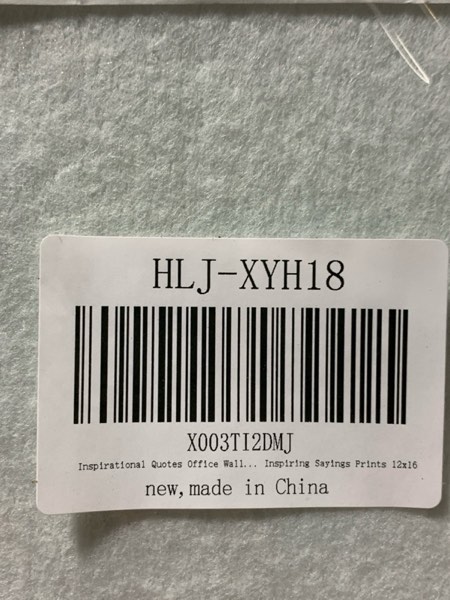 HLJ-XYH18
X003TI2DMJ
Inspirational Quotes Office Wall... Inspiring Sayings Prints 12x16
new,made in China